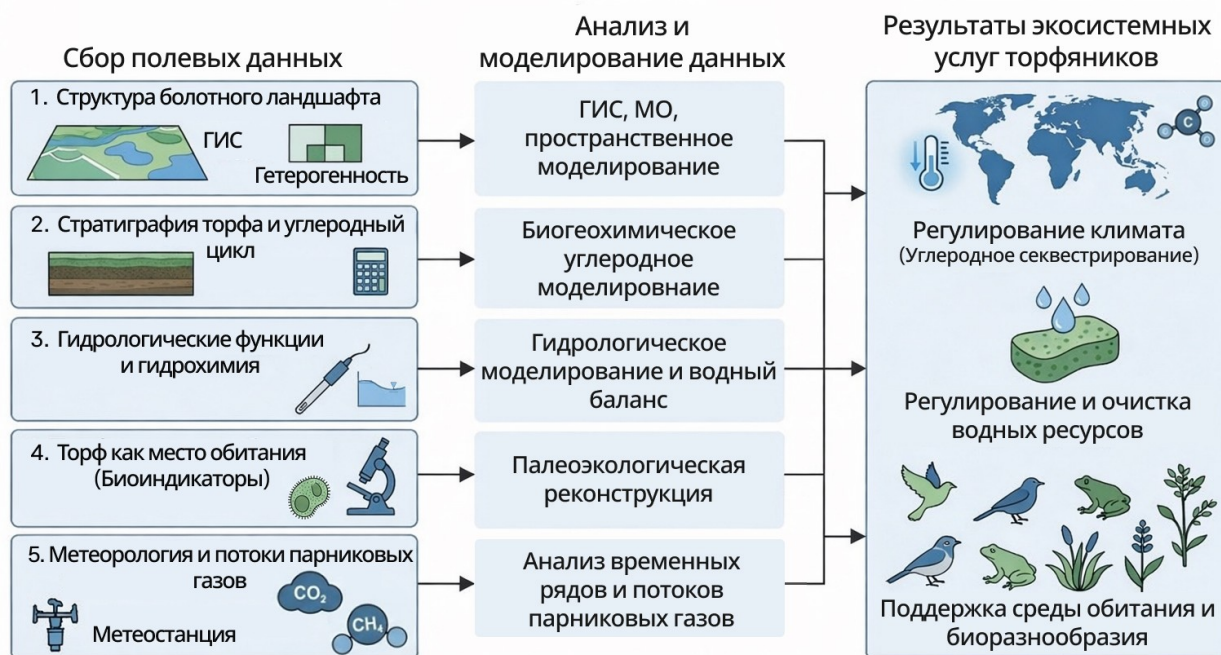 Сбор полевых данных
1. Структура болотного ландшафта
ГИС
Гетерогенность
2. Стратиграфия торфа и углеродный
цикл
3. Гидрологические функции
и гидрохимия
4. Торф как место обитания
(Биоиндикаторы)
5. Метеорология и потоки парниковых
газов
CO2
CH4
Метеостанция
Анализ и
моделирование данных
ГИС, МО,
пространственное
моделирование
Биогеохимическое
углеродное
моделировнаие
Гидрологическое
моделирование и водный
баланс
Палеоэкологическая
реконструкция
Анализ временных
рядов и потоков
парниковых газов
Результаты экосистемных
услуг торфяников
C
Регулирование климата
(Углеродное секвестрирование)
Регулирование и очистка
водных ресурсов
Поддержка среды обитания и
биоразнообразия